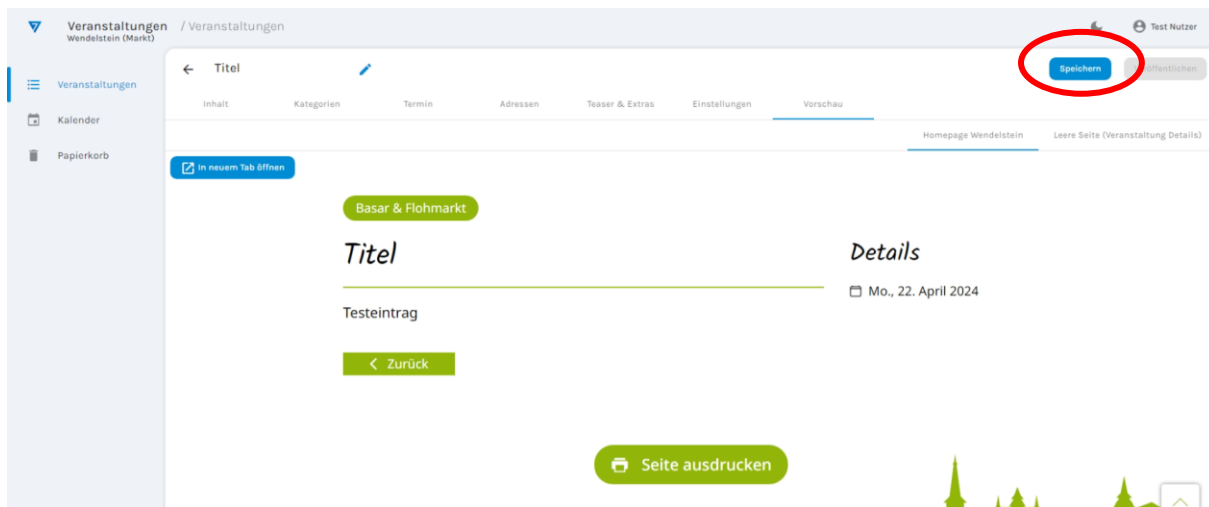 Veranstaltungen / Veranstaltungen
Wendelstein (Markt)
Test Nutzer
Veranstaltungen
Kalender
Papierkorb
Titel
Speichern
Inhalt Kategorien Termin Adressen Teaser & Extras Einstellungen Vorschau
Homepage Wendelstein Leere Seite (Veranstaltung Details)
In neuem Tab öffnen
Basar & Flohmarkt
Titel
Details
Mo., 22. April 2024
Testeintrag
Zurück
Seite ausdrucken